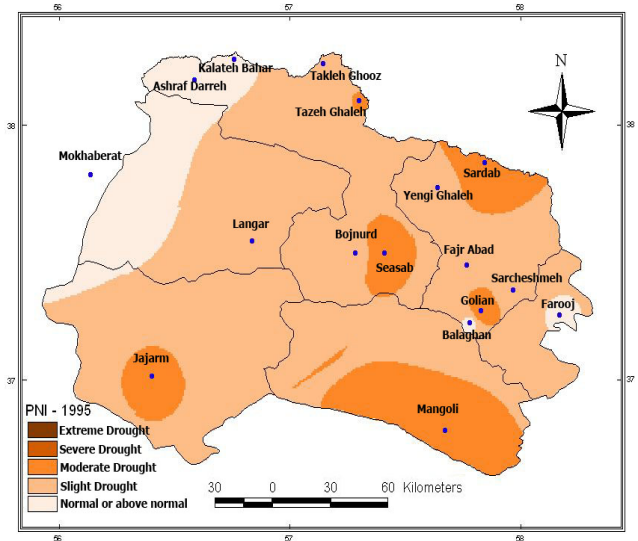 56
57
58
N
Kalateh Bahar
Takleh Ghooz
Ashraf Darreh
Tazeh Ghaleh
38
38
Mokhaberat
Sardab
Yengi Ghaleh
Langar
Bojnurd
Fajr Abad
Seasab
Sarcheshmeh
Golian
Farooj
Balaghan
Jajarm
37
37
Mangoli
PNI - 1995
Extreme Drought
Severe Drought
Moderate Drought
Slight Drought
Normal or above normal
30 0 30 60 Kilometers
56
57
58